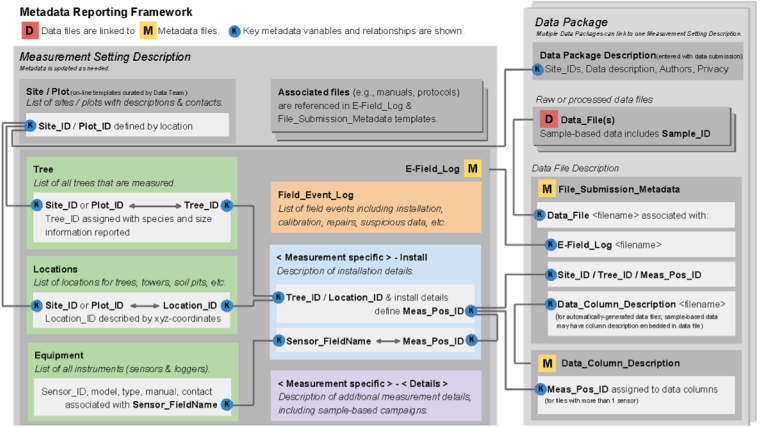 Metadata Reporting Framework
D Data files are linked to M Metadata files. K Key metadata variables and relationships are shown.
Measurement Setting Description
Metadata is updated as needed.
Site / Plot (on-line templates curated by Data Team)
List of sites / plots with descriptions & contacts.
K Site_ID / Plot_ID defined by location
Associated files (e.g., manuals, protocols)
are referenced in E-Field_Log &
File_Submission_Metadata templates.
E-Field_Log M
Tree
List of all trees that are measured.
K Site_ID or Plot_ID Tree_ID K
Tree_ID assigned with species and size
information reported
Locations
List of locations for trees, towers, soil pits, etc.
K Site_ID or Plot_ID Location_ID K
Location_ID described by xyz-coordinates
Equipment
List of all instruments (sensors & loggers).
Sensor_ID, model, type, manual, contact
associated with Sensor_FieldName K
Field_Event_Log
List of field events including installation,
calibration, repairs, suspicious data, etc.
< Measurement specific > - Install
Description of installation details.
K Tree_ID / Location_ID & install details
define Meas_Pos_ID K
K Sensor_FieldName Meas_Pos_ID K
< Measurement specific > - < Details >
Description of additional measurement details,
including sample-based campaigns.
Data Package
Multiple Data Packages can link to one Measurement Setting Description.
Data Package Description (entered with data submission)
K Site_IDs, Data description, Authors, Privacy
Raw or processed data files
D Data_File(s)
Sample-based data includes Sample_ID
Data File Description
M File_Submission_Metadata
K Data_File <filename> associated with:
K E-Field_Log <filename>
K Site_ID / Tree_ID / Meas_Pos_ID
K Data_Column_Description <filename>
(for automatically-generated data files; sample-based data
may have column description embedded in data file)
M Data_Column_Description
K Meas_Pos_ID assigned to data columns
(for files with more than 1 sensor)